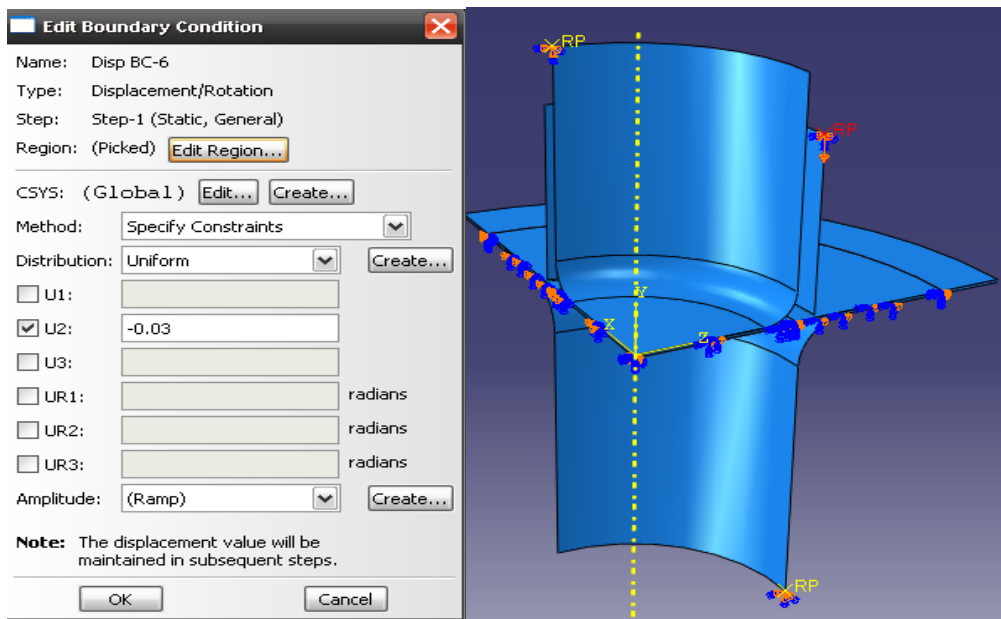 Edit Boundary Condition
Name: Disp BC-6
Type: Displacement/Rotation
Step: Step-1 (Static, General)
Region: (Picked) Edit Region...
CSYS: (Global) Edit... Create...
Method: Specify Constraints
Distribution: Uniform Create...
U1:
U2: -0.03
U3:
UR1: radians
UR2: radians
UR3: radians
Amplitude: (Ramp) Create...
Note: The displacement value will be
maintained in subsequent steps.
OK Cancel
RP
RP
Y
X
Z
RP